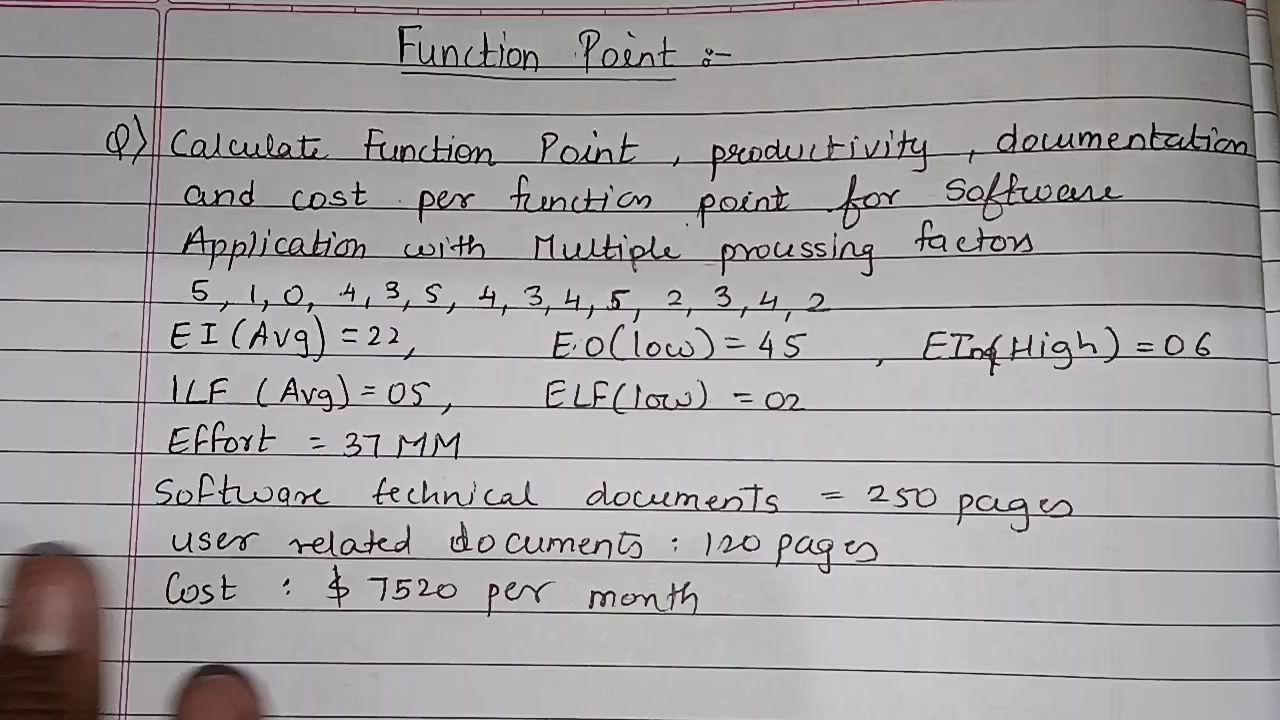 Function Point :-
Q) Calculate Function Point , productivity , documentation
and cost per function point for Software
Application with Multiple proussing factors
5, 1, 0, 4, 3, 5, 4, 3, 4, 5, 2, 3, 4, 2
EI (Avg) = 22, E.O (low) = 45 , EInq (High) = 06
ILF (Avg) = 05, ELF (low) = 02
Effort = 37 MM
Software technical documents = 250 pages
user related documents : 120 pages
Cost : $ 7520 per month